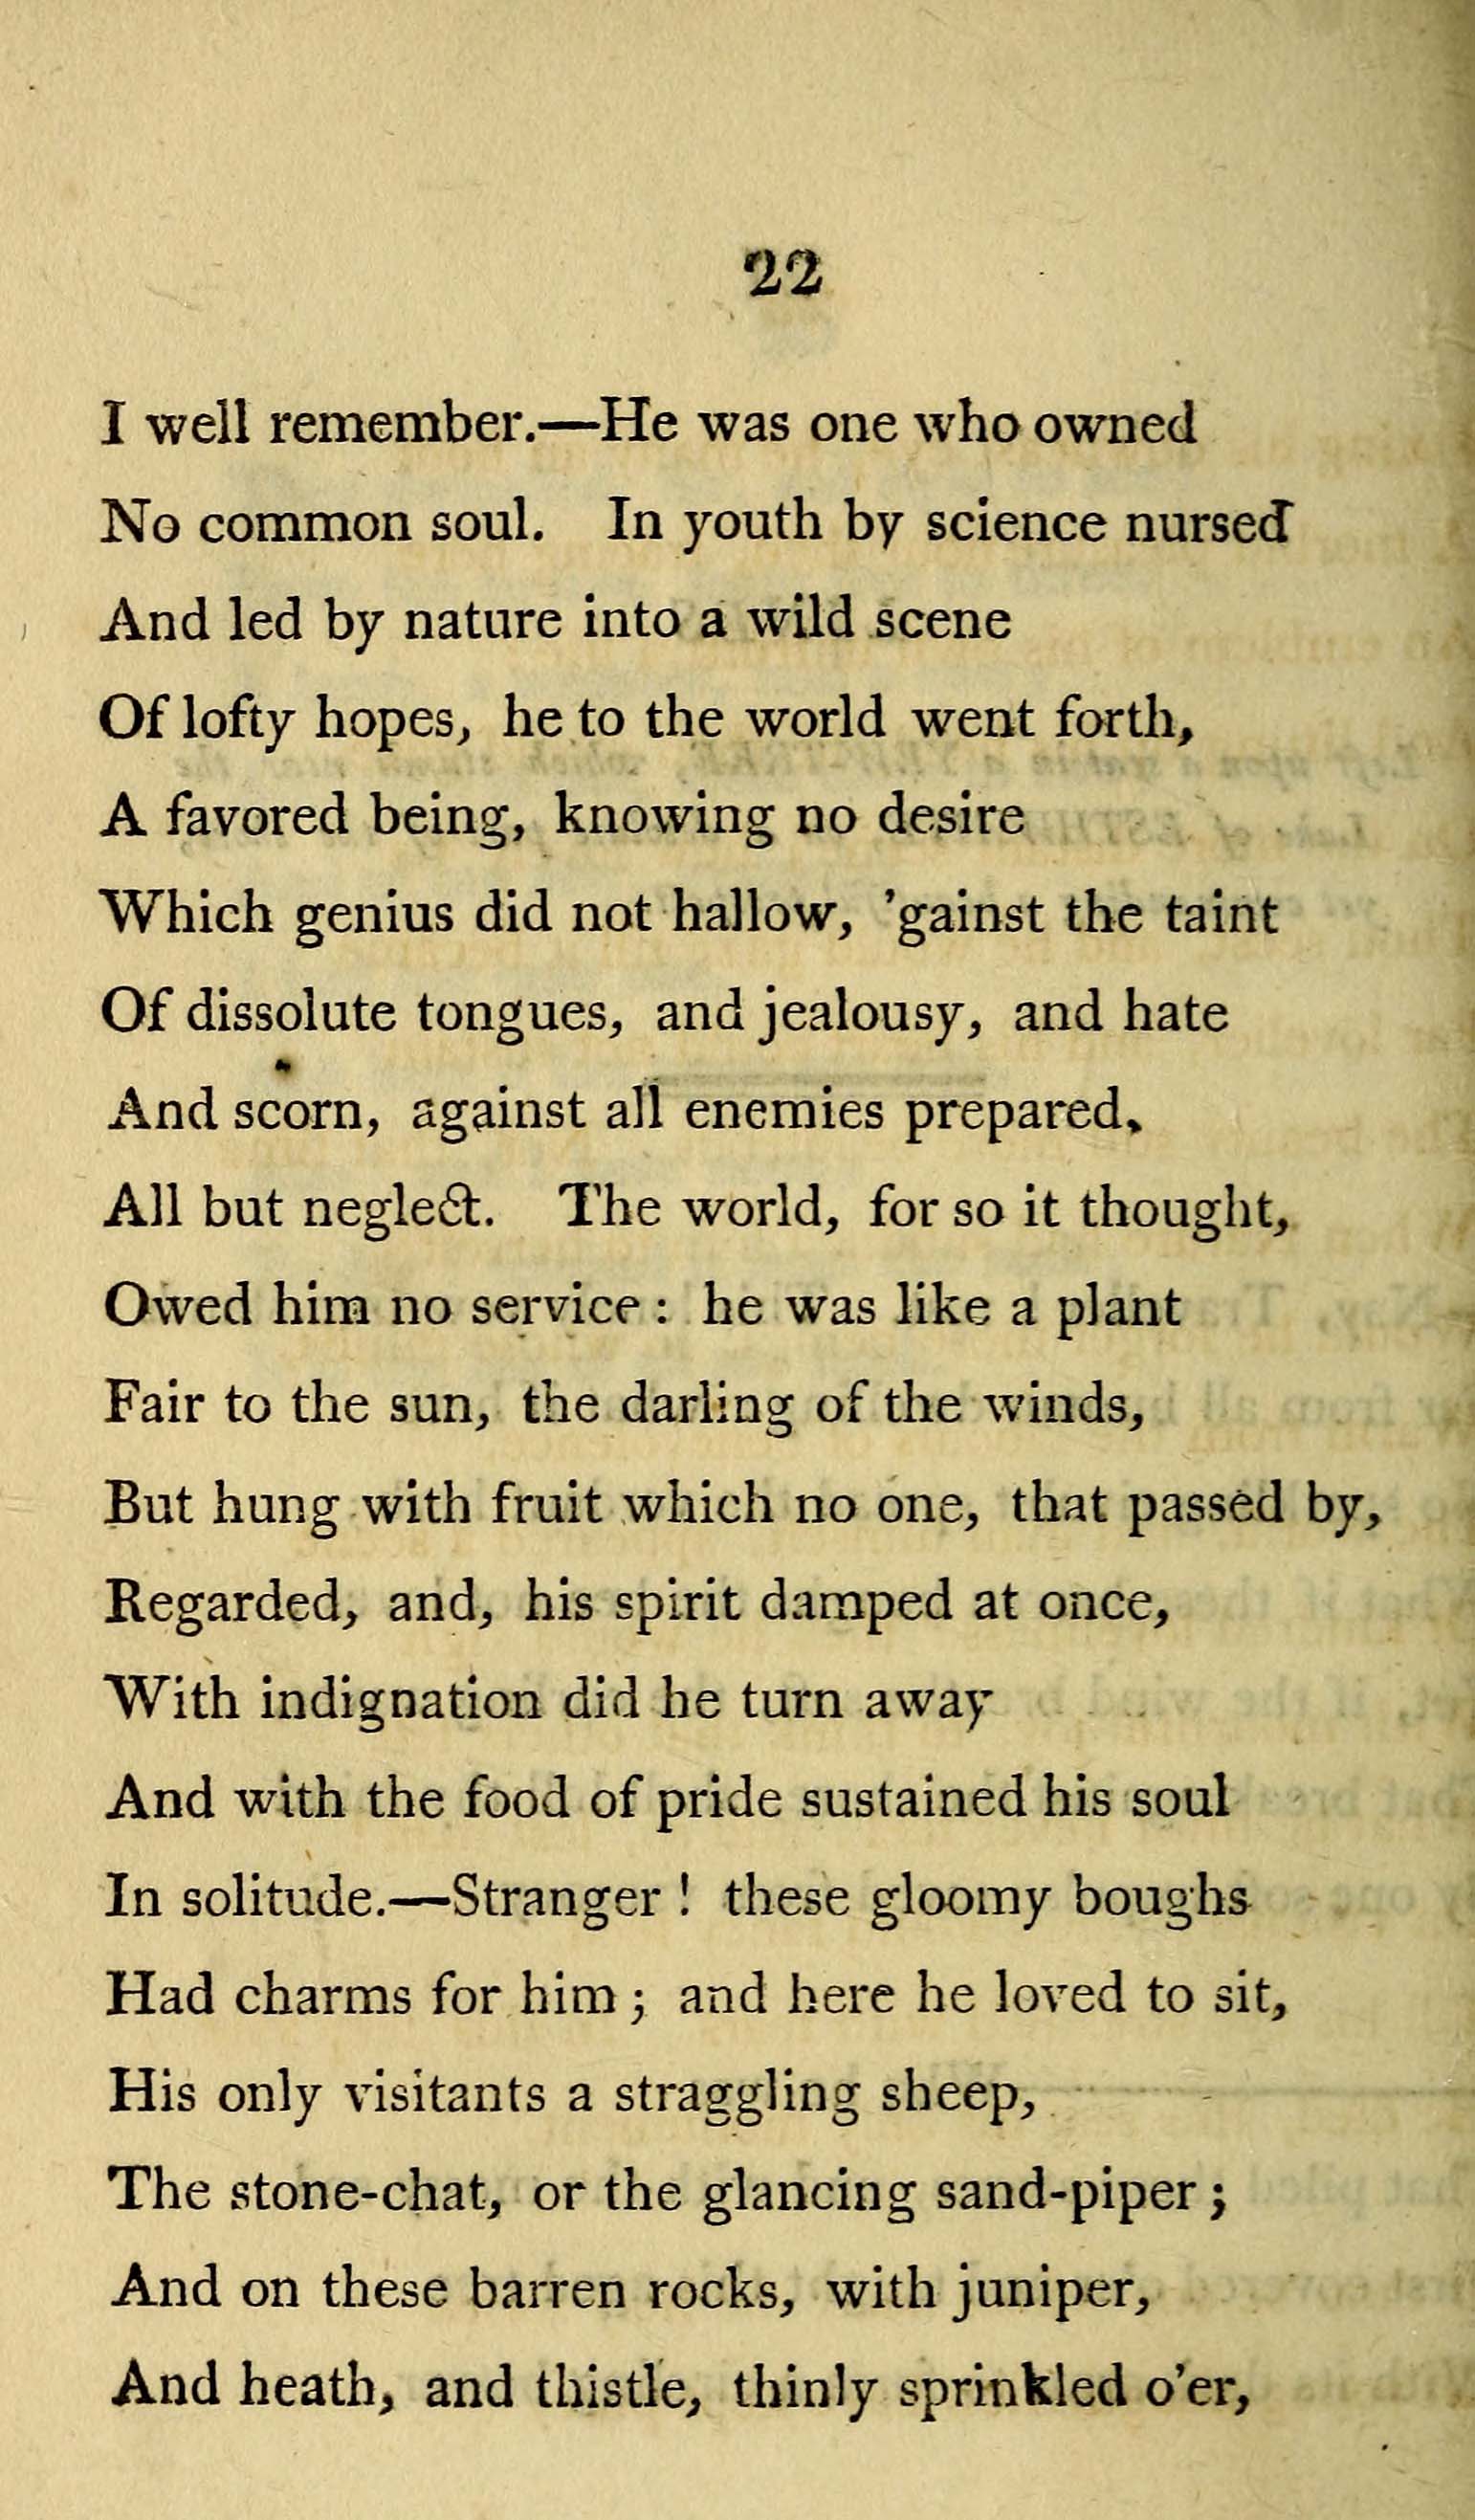 22
I well remember.—He was one who owned
No common soul. In youth by science nursed
And led by nature into a wild scene
Of lofty hopes, he to the world went forth,
A favored being, knowing no desire
Which genius did not hallow, 'gainst the taint
Of dissolute tongues, and jealousy, and hate
And scorn, against all enemies prepared,
All but neglect. The world, for so it thought,
Owed him no service: he was like a plant
Fair to the sun, the darling of the winds,
But hung with fruit which no one, that passed by,
Regarded, and, his spirit damped at once,
With indignation did he turn away
And with the food of pride sustained his soul
In solitude.—Stranger! these gloomy boughs
Had charms for him; and here he loved to sit,
His only visitants a straggling sheep,
The stone-chat, or the glancing sand-piper;
And on these barren rocks, with juniper,
And heath, and thistle, thinly sprinkled o'er,